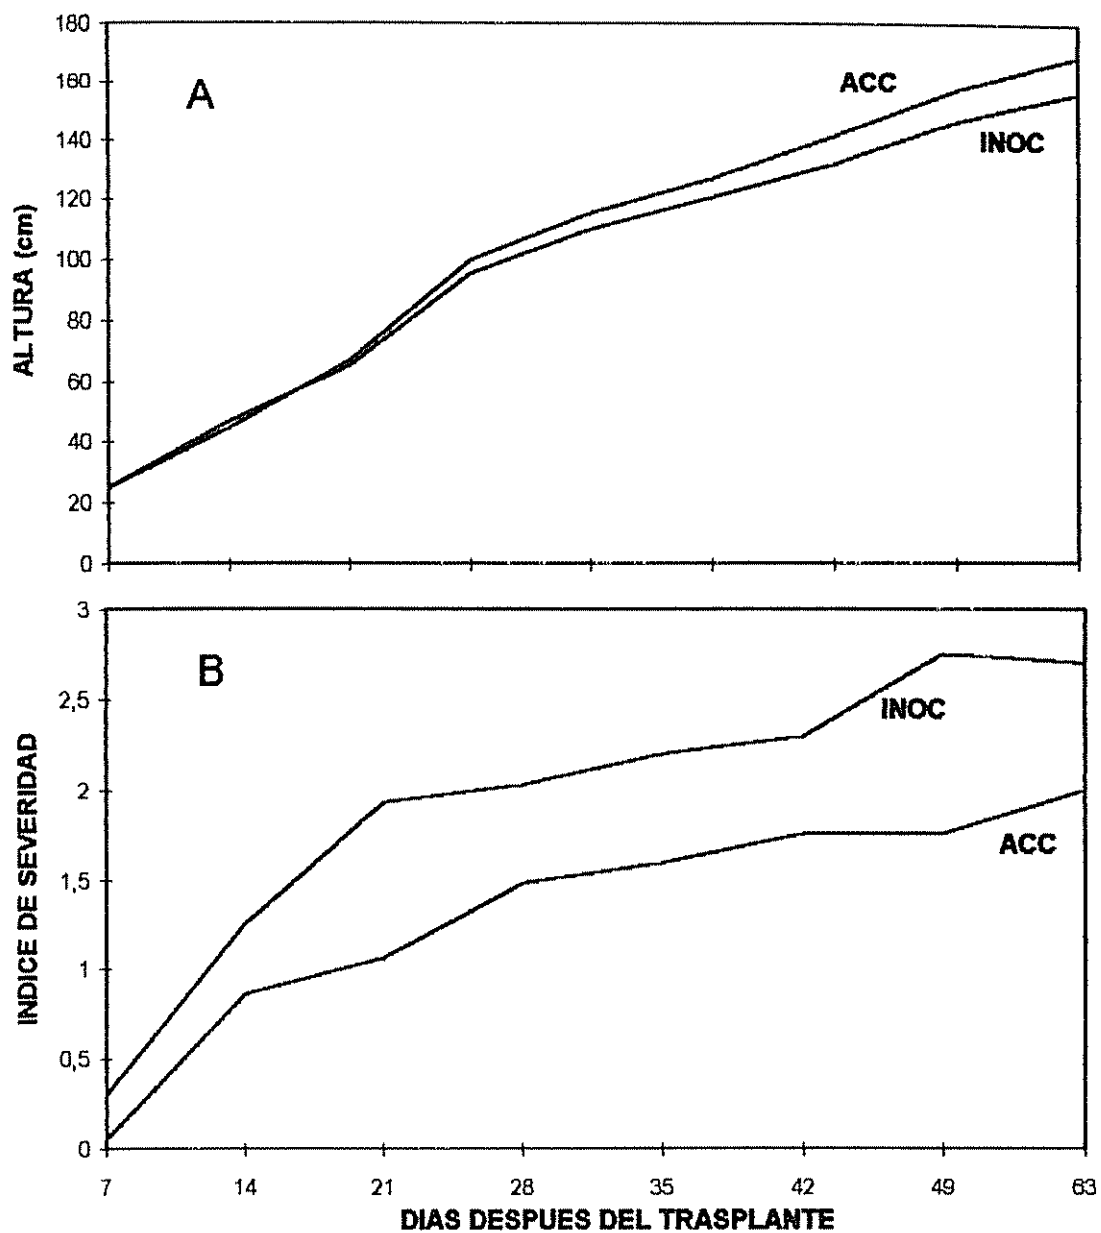 180
160
140
120
100
80
60
40
20
0
ALTURA (cm)
A
ACC
INOC
3
2,5
2
1,5
1
0,5
0
INDICE DE SEVERIDAD
B
INOC
ACC
7 14 21 28 35 42 49 63
DIAS DESPUES DEL TRASPLANTE